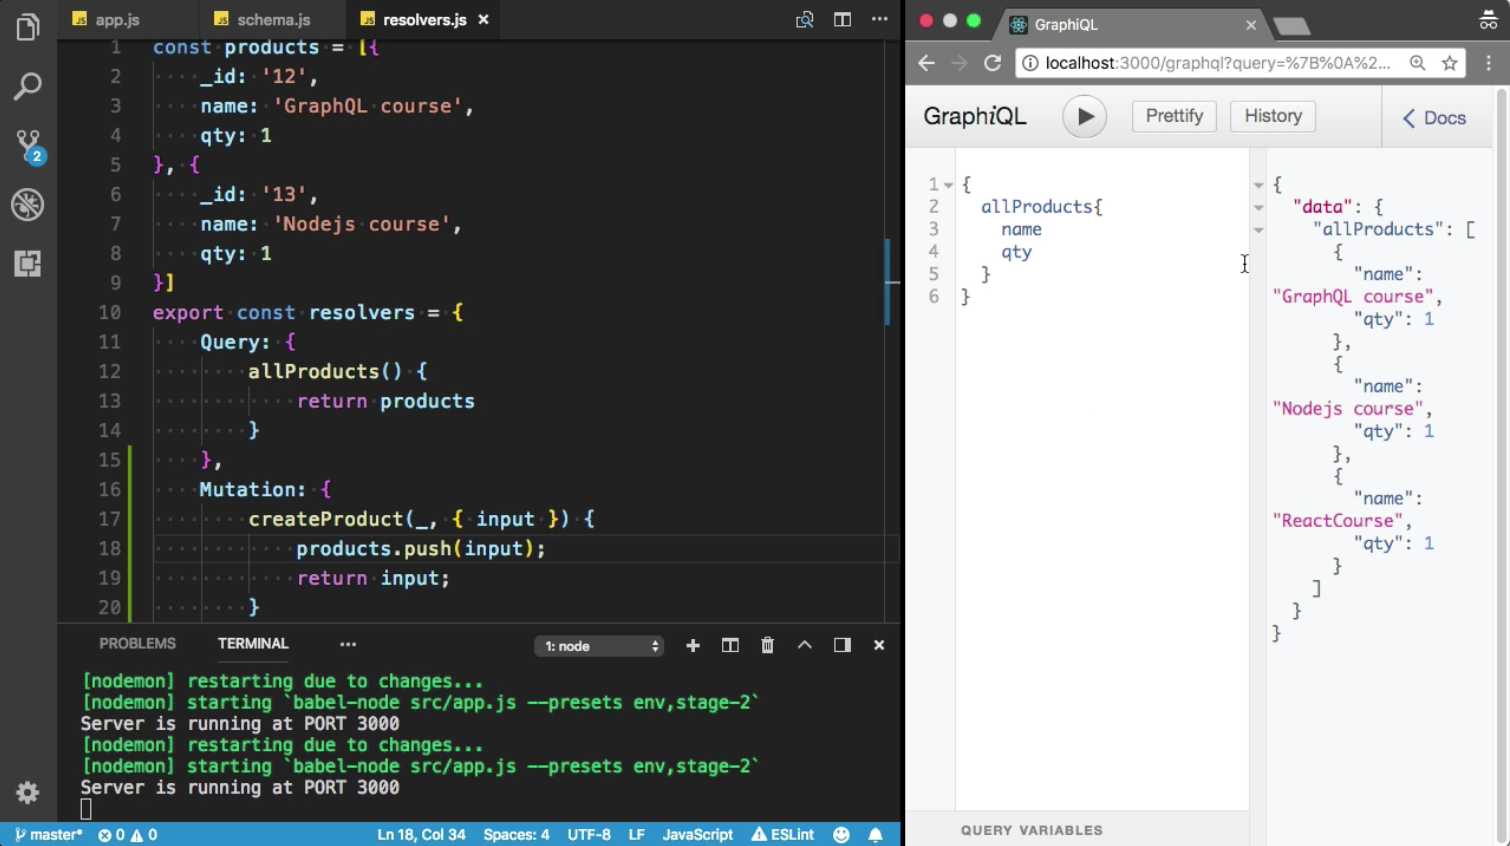 app.js
schema.js
resolvers.js
1 const products = [{
2 _id: '12',
3 name: 'GraphQL course',
4 qty: 1
5 }, {
6 _id: '13',
7 name: 'Nodejs course',
8 qty: 1
9 }]
10 export const resolvers = {
11 Query: {
12 allProducts() {
13 return products
14 }
15 },
16 Mutation: {
17 createProduct(_, { input }) {
18 products.push(input);
19 return input;
20 }
2
PROBLEMS TERMINAL ••• 1: node
[nodemon] restarting due to changes...
[nodemon] starting `babel-node src/app.js --presets env,stage-2`
Server is running at PORT 3000
[nodemon] restarting due to changes...
[nodemon] starting `babel-node src/app.js --presets env,stage-2`
Server is running at PORT 3000
master* 0 0 Ln 18, Col 34 Spaces: 4 UTF-8 LF JavaScript ESLint
GraphiQL
localhost:3000/graphql?query=%7B%0A%2...
GraphiQL Prettify History Docs
1 {
2 allProducts{
3 name
4 qty
5 }
6 }
{
"data": {
"allProducts": [
{
"name":
"GraphQL course",
"qty": 1
},
{
"name":
"Nodejs course",
"qty": 1
},
{
"name":
"ReactCourse",
"qty": 1
}
]
}
}
QUERY VARIABLES